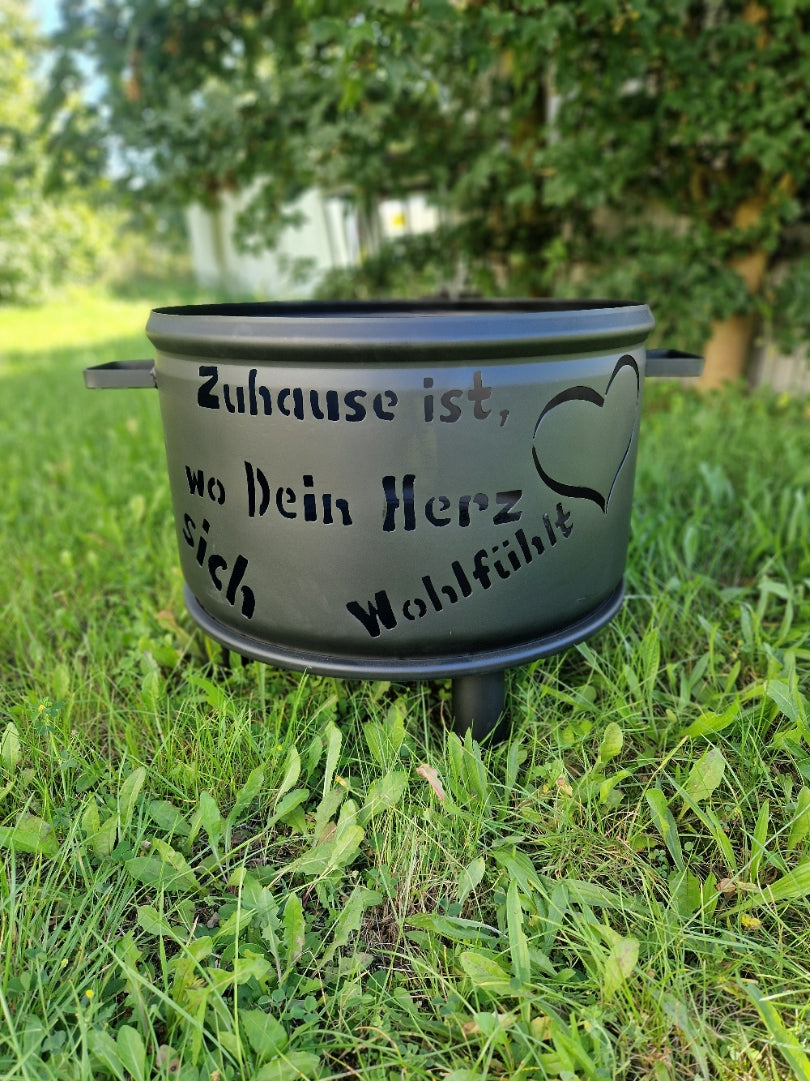 Zuhause ist,
wo Dein Herz
sich Wohlfühlt